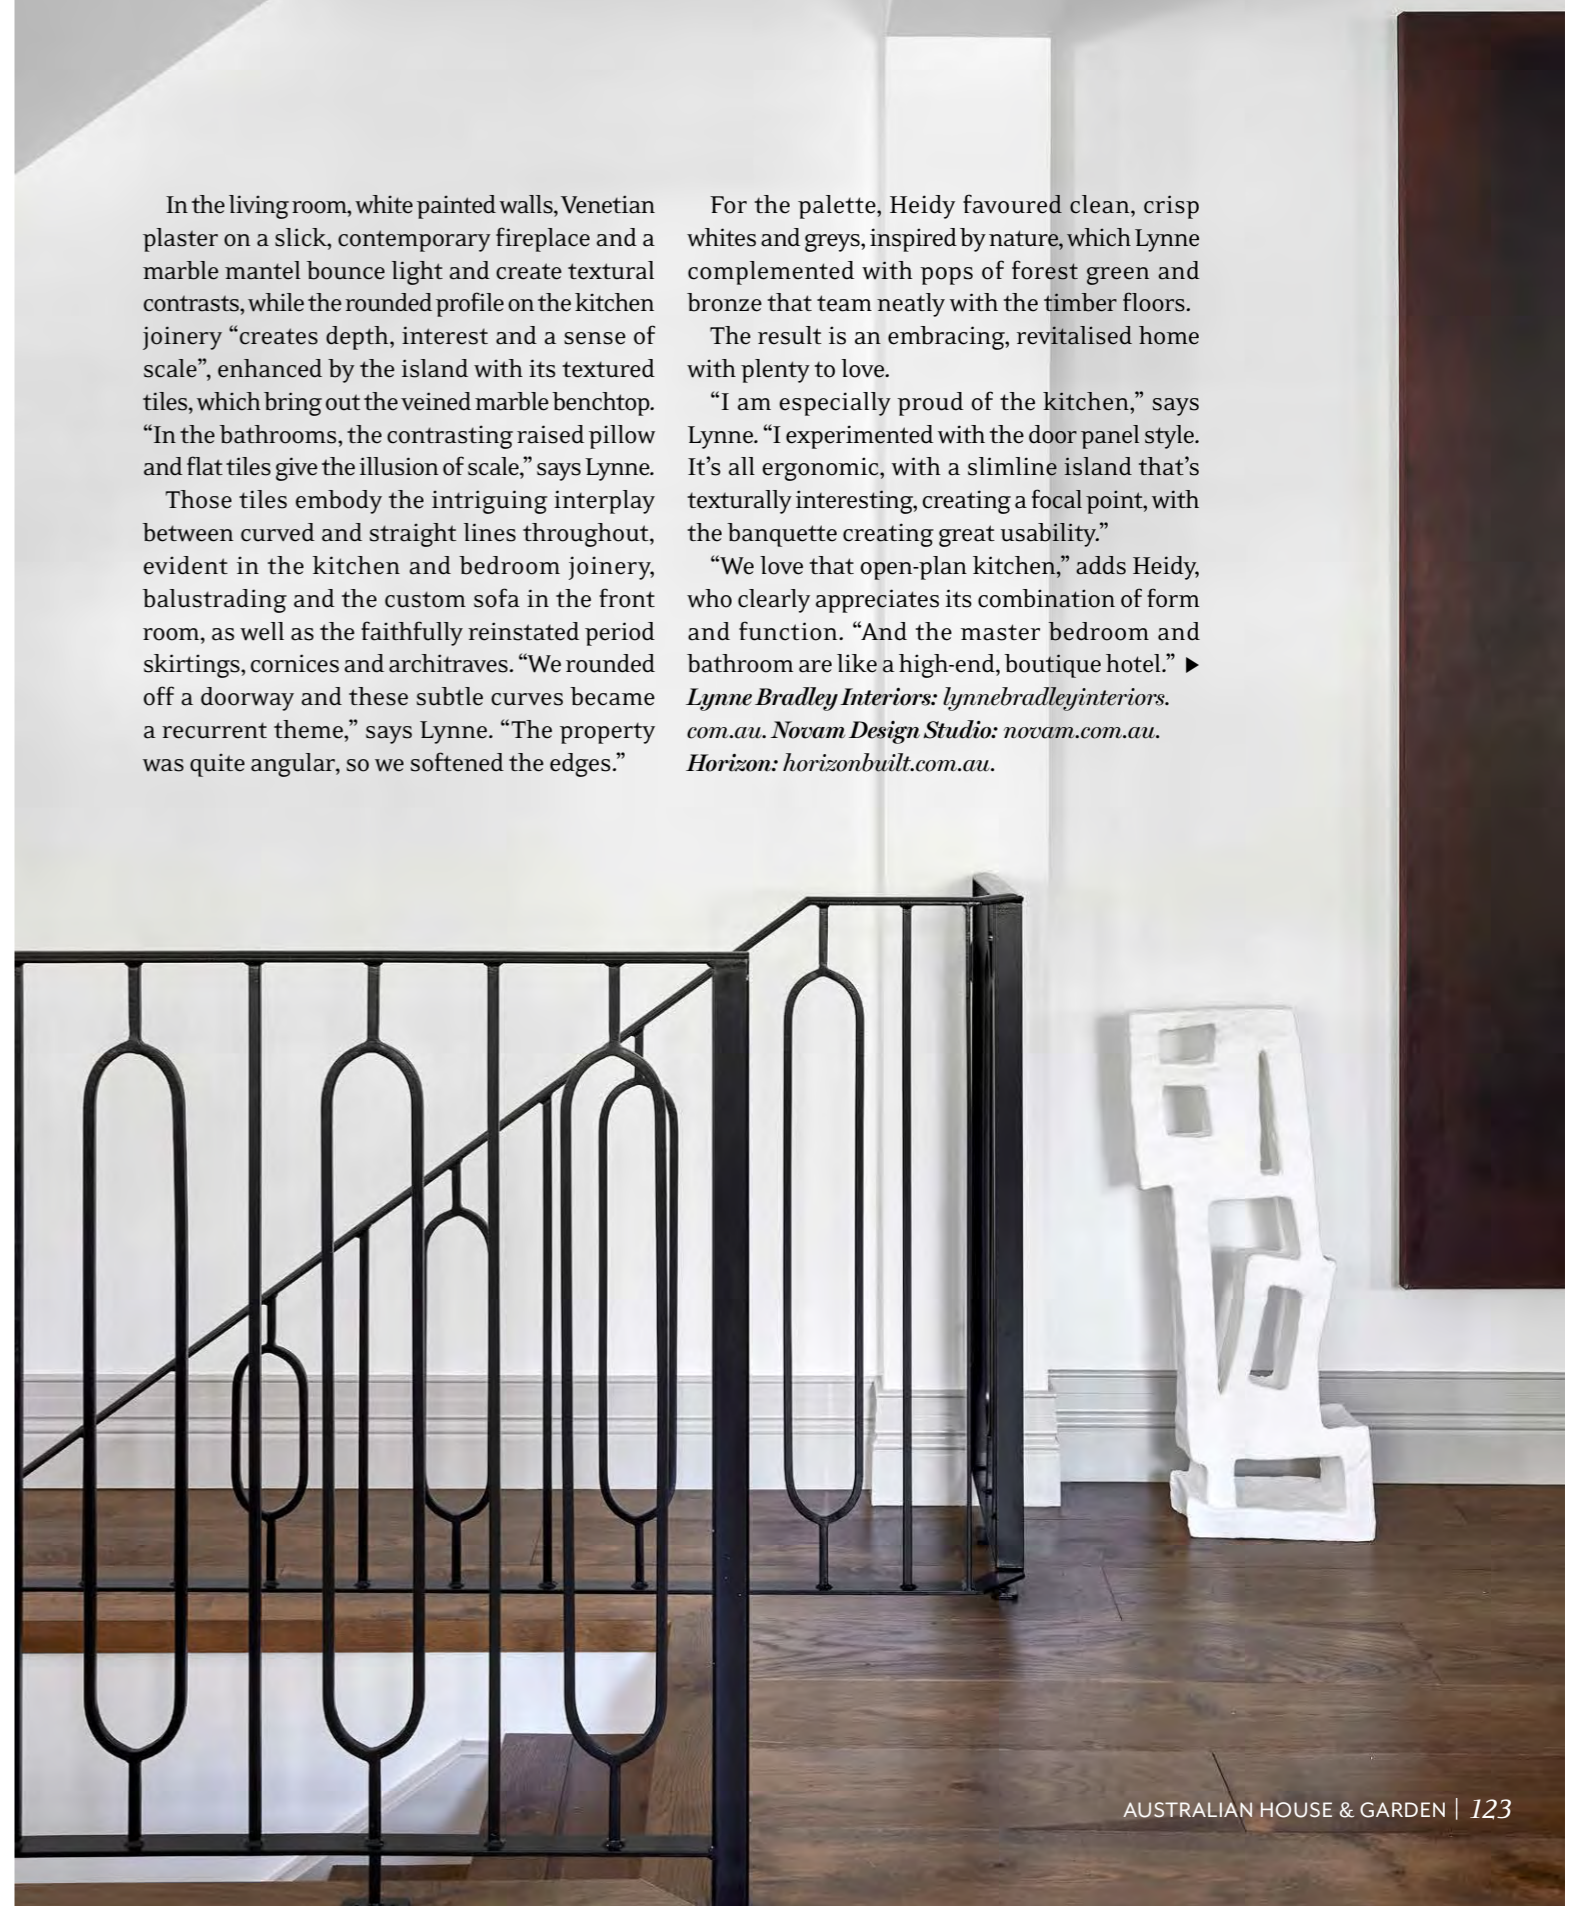 In the living room, white painted walls, Venetian
plaster on a slick, contemporary fireplace and a
marble mantel bounce light and create textural
contrasts, while the rounded profile on the kitchen
joinery “creates depth, interest and a sense of
scale”, enhanced by the island with its textured
tiles, which bring out the veined marble benchtop.
“In the bathrooms, the contrasting raised pillow
and flat tiles give the illusion of scale,” says Lynne.
Those tiles embody the intriguing interplay
between curved and straight lines throughout,
evident in the kitchen and bedroom joinery,
balustrading and the custom sofa in the front
room, as well as the faithfully reinstated period
skirtings, cornices and architraves. “We rounded
off a doorway and these subtle curves became
a recurrent theme,” says Lynne. “The property
was quite angular, so we softened the edges.”
For the palette, Heidy favoured clean, crisp
whites and greys, inspired by nature, which Lynne
complemented with pops of forest green and
bronze that team neatly with the timber floors.
The result is an embracing, revitalised home
with plenty to love.
“I am especially proud of the kitchen,” says
Lynne. “I experimented with the door panel style.
It’s all ergonomic, with a slimline island that’s
texturally interesting, creating a focal point, with
the banquette creating great usability.”
“We love that open-plan kitchen,” adds Heidy,
who clearly appreciates its combination of form
and function. “And the master bedroom and
bathroom are like a high-end, boutique hotel.” ▶
Lynne Bradley Interiors: lynnebradleyinteriors.
com.au. Novam Design Studio: novam.com.au.
Horizon: horizonbuilt.com.au.
AUSTRALIAN HOUSE & GARDEN | 123